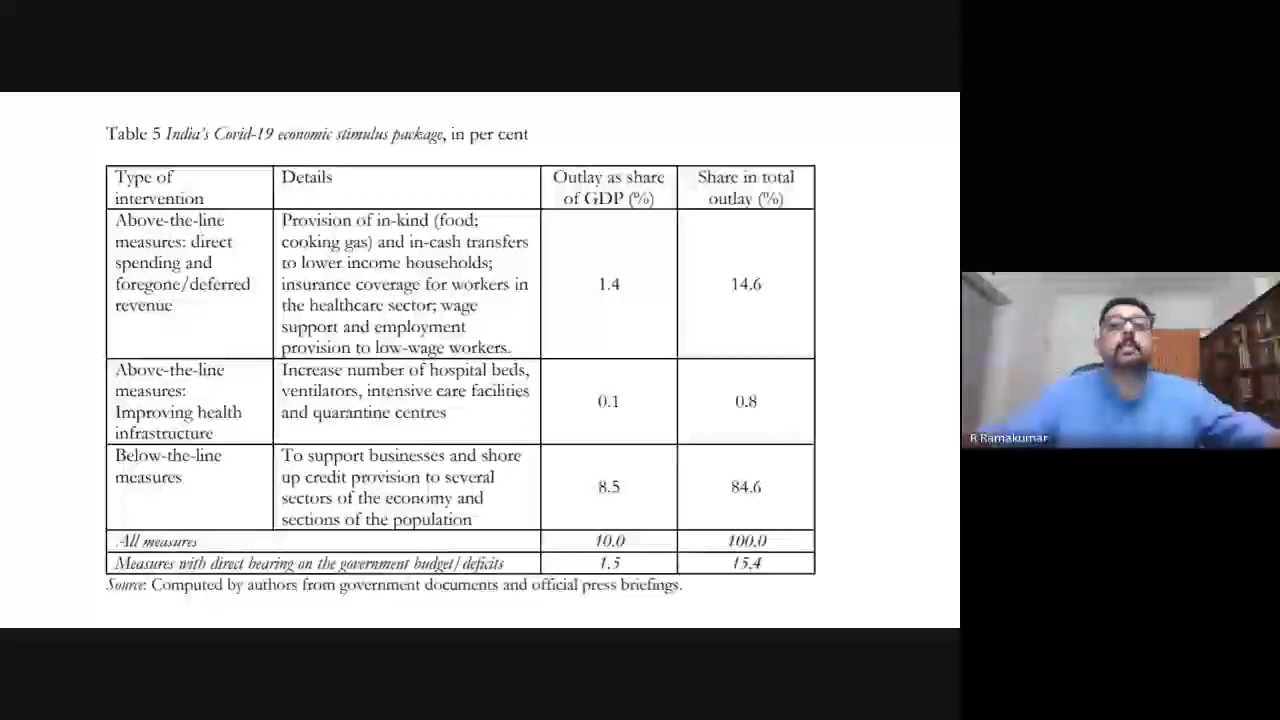 Table 5 India's Covid-19 economic stimulus package, in per cent
Type of
intervention
Details
Outlay as share
of GDP (%)
Share in total
outlay (%)
Above-the-line
measures: direct
spending and
foregone/deferred
revenue
Provision of in-kind (food;
cooking gas) and in-cash transfers
to lower income households;
insurance coverage for workers in
the healthcare sector; wage
support and employment
provision to low-wage workers.
1.4
14.6
Above-the-line
measures:
Improving health
infrastructure
Increase number of hospital beds,
ventilators, intensive care facilities
and quarantine centres
0.1
0.8
Below-the-line
measures
To support businesses and shore
up credit provision to several
sectors of the economy and
sections of the population
8.5
84.6
All measures
10.0
100.0
Measures with direct bearing on the government budget/deficits
1.5
15.4
Source: Computed by authors from government documents and official press briefings.
R Ramakumar